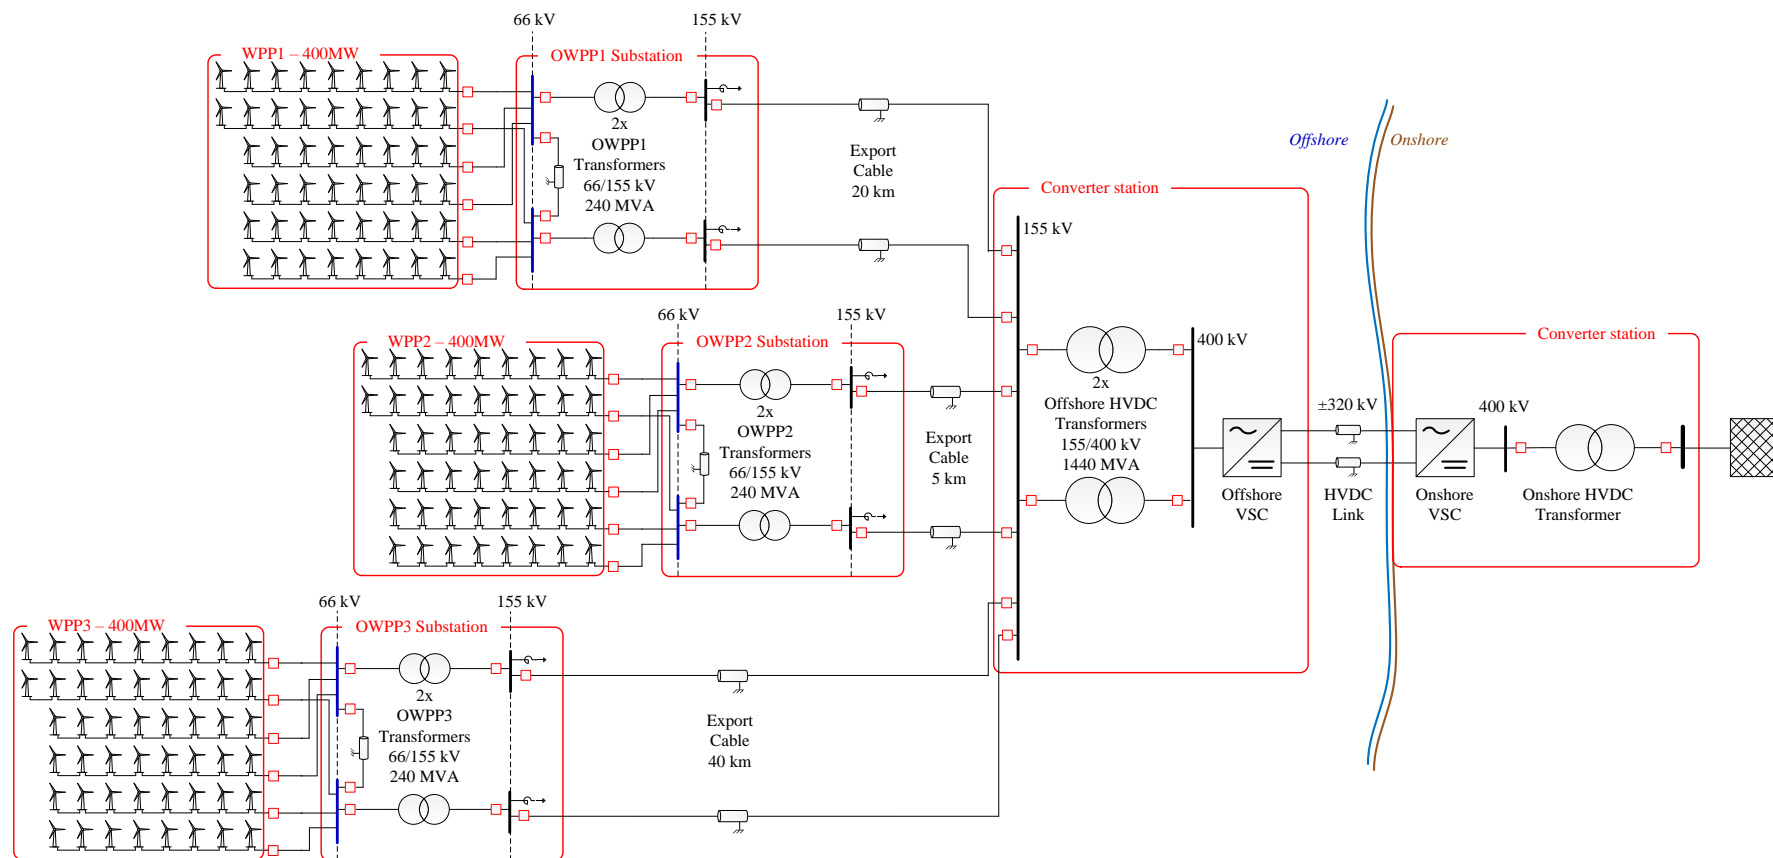 66 kV
155 kV
WPP1 – 400MW
OWPP1 Substation
2x
OWPP1
Transformers
66/155 kV
240 MVA
Export
Cable
20 km
Offshore
Onshore
Converter station
155 kV
66 kV
155 kV
WPP2 – 400MW
OWPP2 Substation
2x
OWPP2
Transformers
66/155 kV
240 MVA
Export
Cable
5 km
2x
Offshore HVDC
Transformers
155/400 kV
1440 MVA
400 kV
Offshore
VSC
±320 kV
HVDC
Link
Converter station
400 kV
Onshore
VSC
Onshore HVDC
Transformer
66 kV
155 kV
WPP3 – 400MW
OWPP3 Substation
2x
OWPP3
Transformers
66/155 kV
240 MVA
Export
Cable
40 km